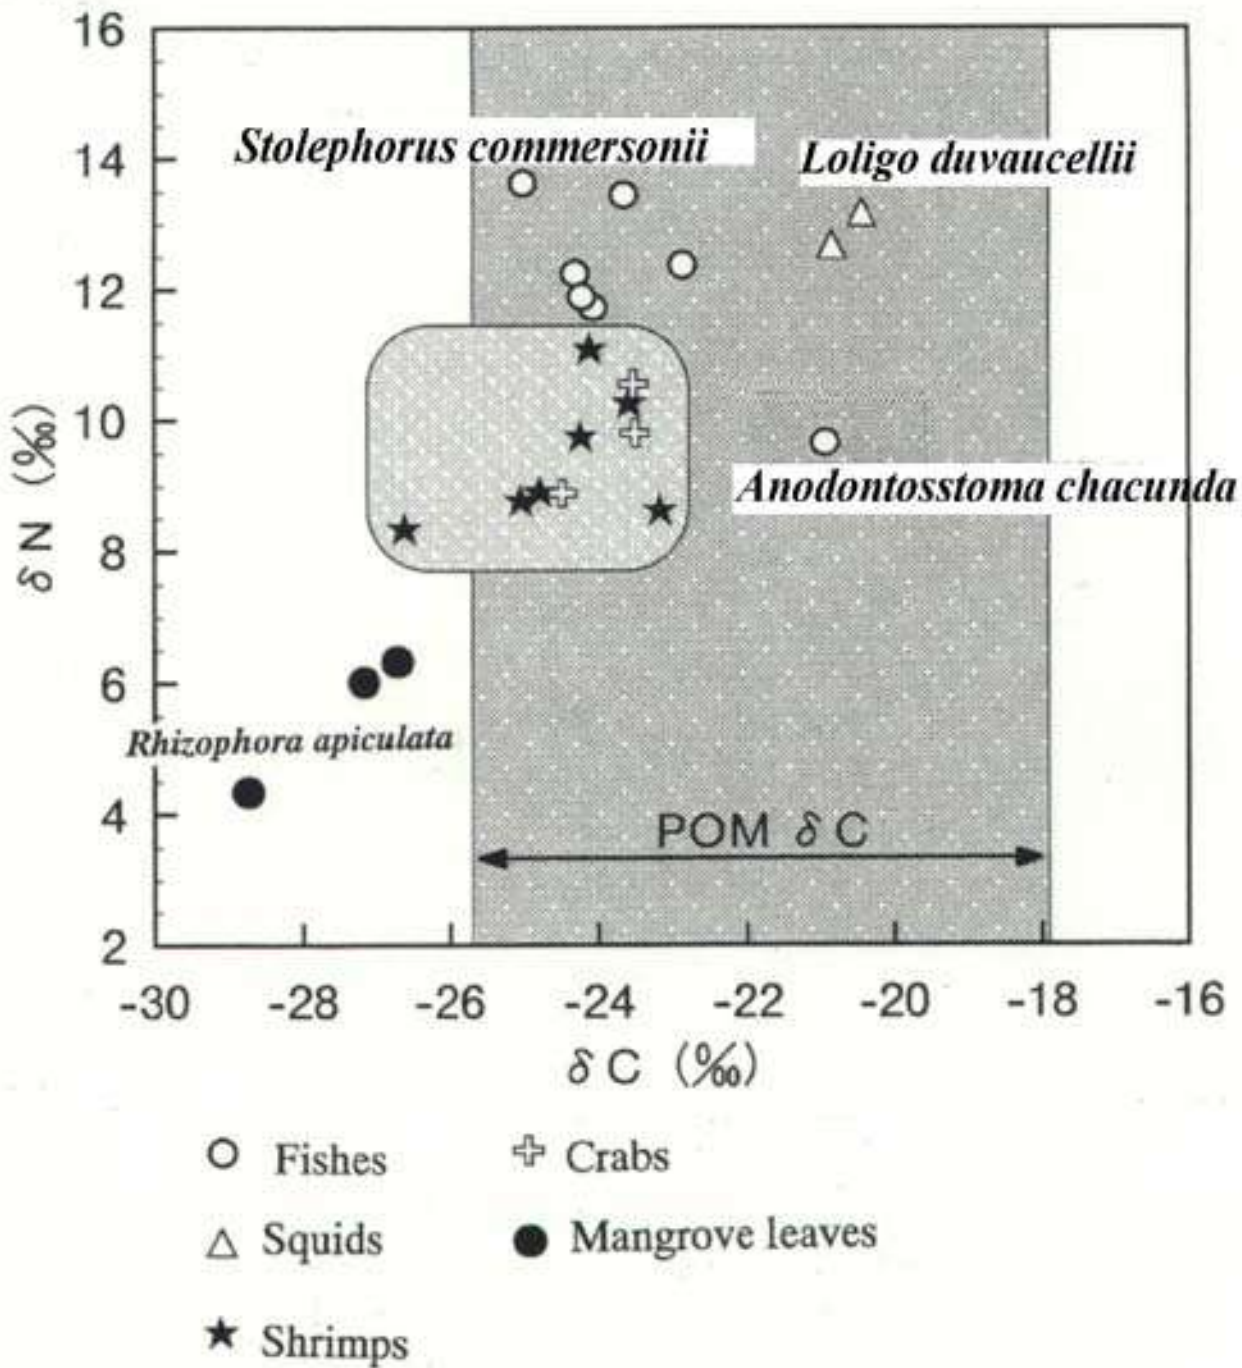 16
Stolephorus commersonii
14
Loligo duvaucellii
12
10
Anodontosstoma chacunda
8
6
Rhizophora apiculata
4
POM δ C
2
δ N (‰)
-30 -26 -24 -22 -20 -18 -16
δ C (‰)
Fishes Crabs
Squids Mangrove leaves
Shrimps